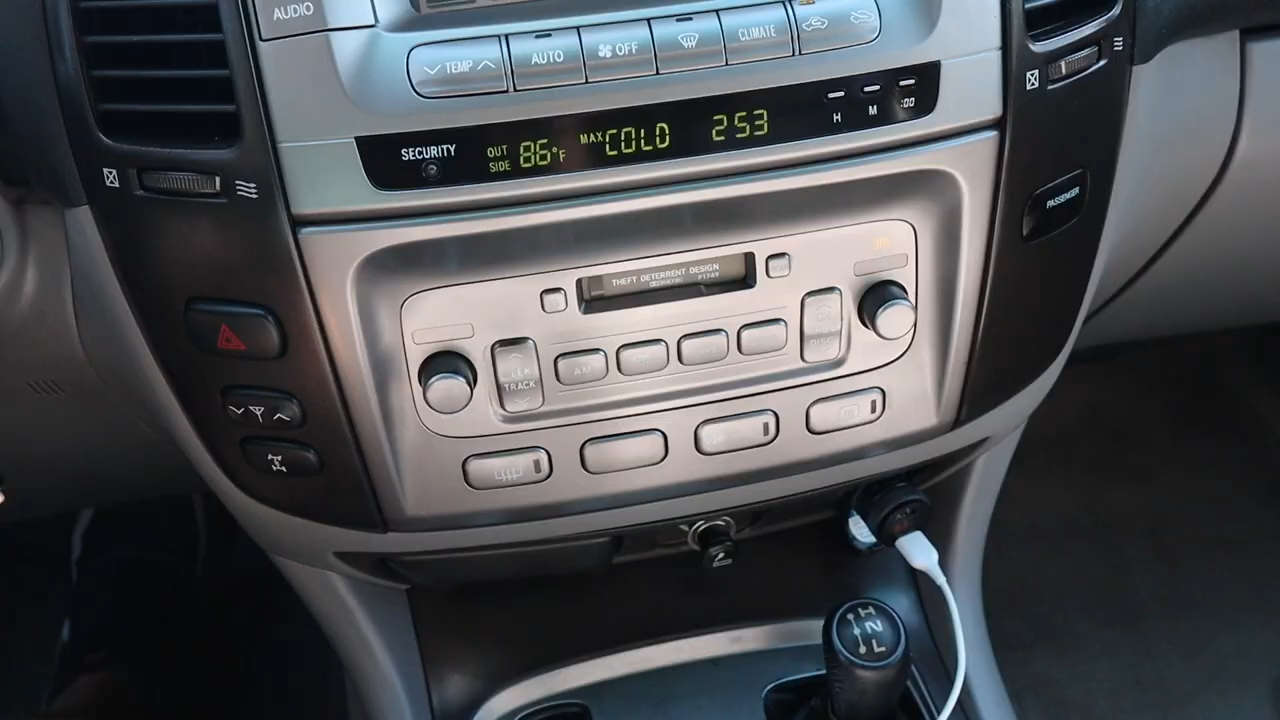 AUDIO
TEMP
AUTO
OFF
CLIMATE
SECURITY
OUT SIDE 86°F
MAX COLD
2 53
H
M
:00
PASSENGER
THEFT DETERRENT DESIGN
P1749
TRACK
AM
DISC
H
N
L